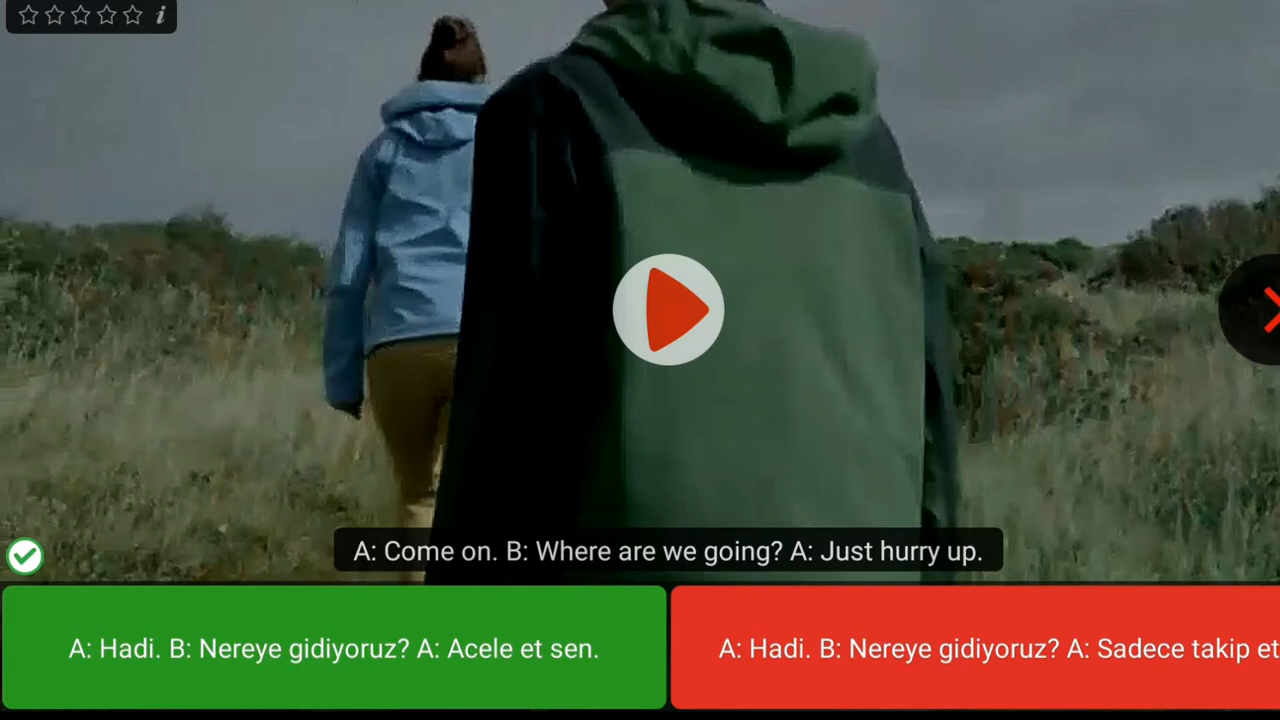 i
A: Come on. B: Where are we going? A: Just hurry up.
A: Hadi. B: Nereye gidiyoruz? A: Acele et sen.
A: Hadi. B: Nereye gidiyoruz? A: Sadece takip et